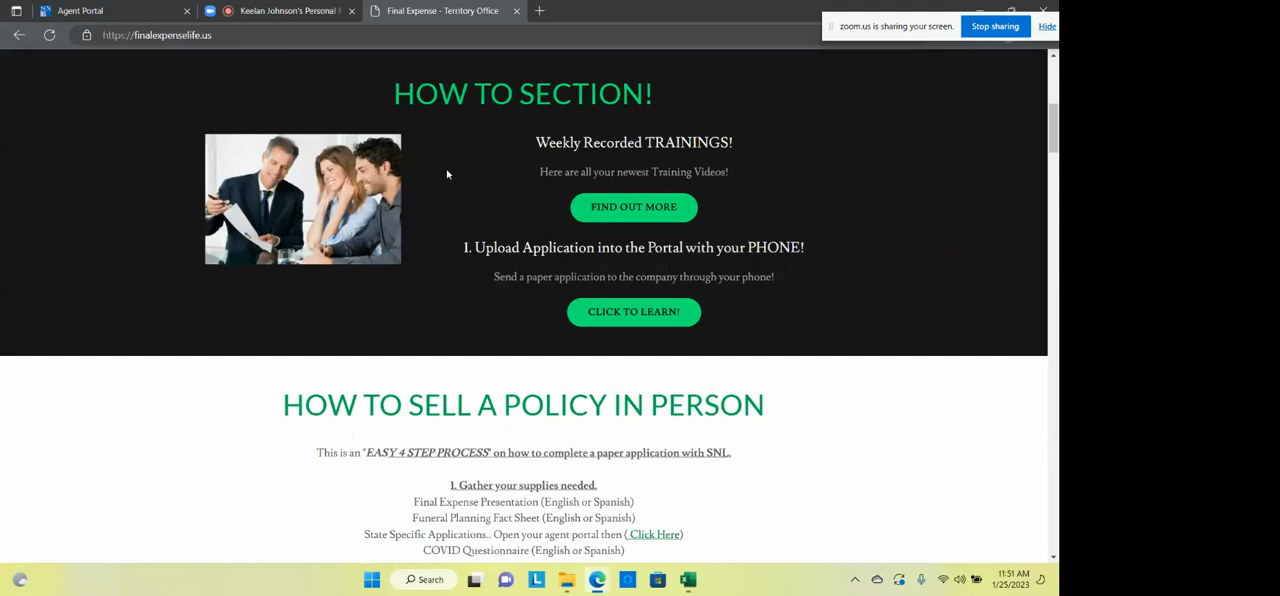 Agent Portal
Keelan Johnson's Personal
Final Expense - Territory Office
https://finalexpenselife.us
zoom.us is sharing your screen.
Stop sharing
Hide
HOW TO SECTION!
Weekly Recorded TRAININGS!
Here are all your newest Training Videos!
FIND OUT MORE
1. Upload Application into the Portal with your PHONE!
Send a paper application to the company through your phone!
CLICK TO LEARN!
HOW TO SELL A POLICY IN PERSON
This is an "EASY 4 STEP PROCESS" on how to complete a paper application with SNL.
1. Gather your supplies needed.
Final Expense Presentation (English or Spanish)
Funeral Planning Fact Sheet (English or Spanish)
State Specific Applications.. Open your agent portal then ( Click Here)
COVID Questionnaire (English or Spanish)
Search
11:51 AM
1/25/2023